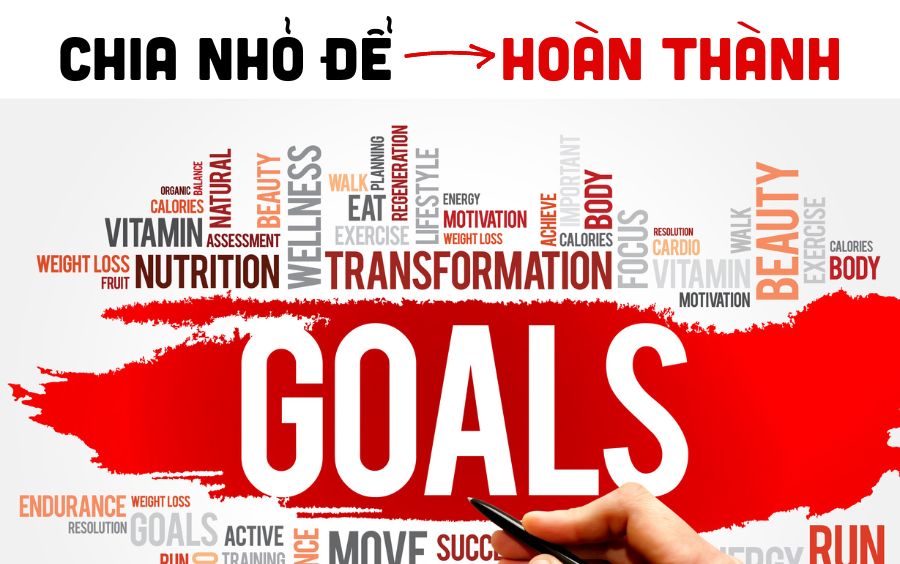 CHIA NHỎ ĐỂ → HOÀN THÀNH
ORGANIC
BALANCE
NATURAL
CALORIES
VITAMIN
ASSESSMENT
WEIGHT LOSS
FRUIT
NUTRITION
BEAUTY
WELLNESS
WALK
PLANNING
EAT
REGENERATION
EXERCISE
LIFESTYLE
ENERGY
MOTIVATION
WEIGHT LOSS
TRANSFORMATION
ACHIEVE
IMPORTANT
BODY
CALORIES
FOCUS
RESOLUTION
CARDIO
WALK
VITAMIN
MOTIVATION
BEAUTY
EXERCISE
CALORIES
BODY
GOALS
ENDURANCE
WEIGHT LOSS
RESOLUTION
GOALS
ACTIVE
RUN
TRAINING
MOVE
RUN